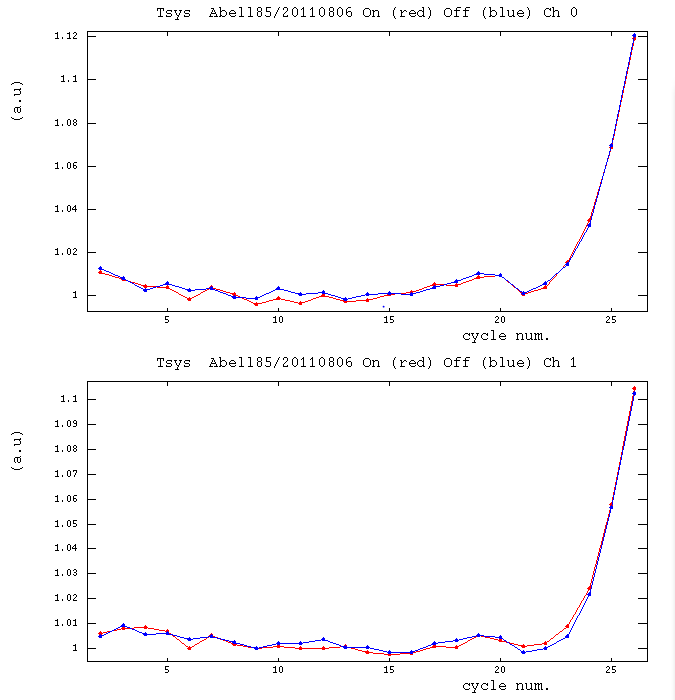 Tsys  Abell85/20110806 On (red) Off (blue) Ch 0
(a.u)
1.12
1.1
1.08
1.06
1.04
1.02
1
5 10 15 20 25
cycle num.
Tsys  Abell85/20110806 On (red) Off (blue) Ch 1
(a.u)
1.1
1.09
1.08
1.07
1.06
1.05
1.04
1.03
1.02
1.01
1
5 10 15 20 25
cycle num.